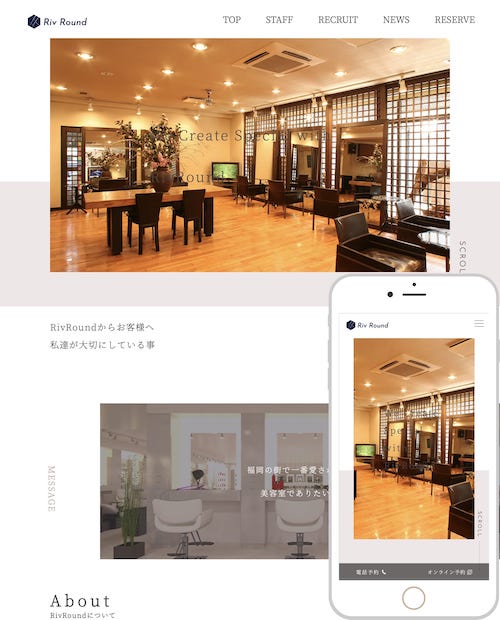 Riv Round
TOP STAFF RECRUIT NEWS RESERVE
Create Special with
Round
SCROLL
RivRoundからお客様へ
私達が大切にしている事
MESSAGE
福岡の街で一番愛さ
美容室でありたい
About
RivRoundについて
Riv Round
with
SCROLL
電話予約
オンライン予約